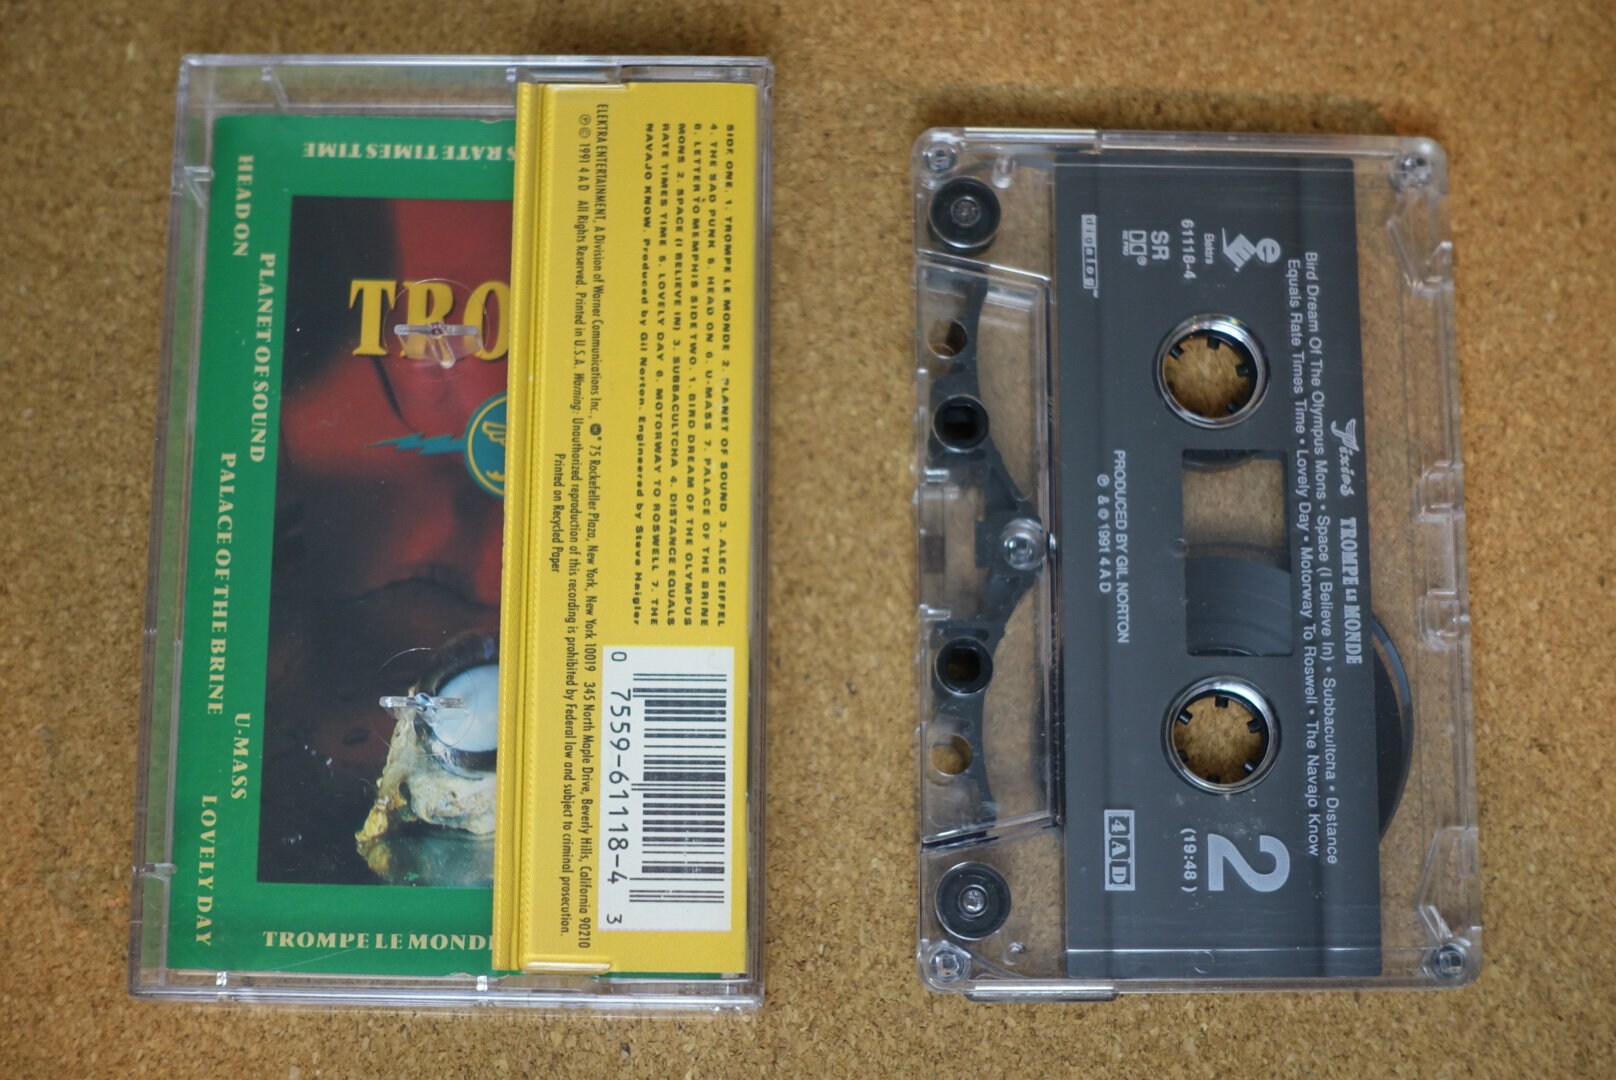 S RATE TIMES TIME
HEAD ON
PLANET OF SOUND
PALACE OF THE BRINE
U-MASS
LOVELY DAY
TROMPE LE MONDE
TRO
SIDE ONE. 1. TROMPE LE MONDE 2. PLANET OF SOUND 3. ALEC EIFFEL
4. THE SAD PUNK 5. HEAD ON 6. U-MASS 7. PALACE OF THE BRINE
8. LETTER TO MEMPHIS SIDE TWO. 1. BIRD DREAM OF THE OLYMPUS
MONS 2. SPACE (I BELIEVE IN) 3. SUBBACULTCHA 4. DISTANCE EQUALS
RATE TIMES TIME 5. LOVELY DAY 6. MOTORWAY TO ROSWELL 7. THE
NAVAJO KNOW. Produced by Gil Norton. Engineered by Steve Haigler
ELEKTRA ENTERTAINMENT, A Division of Warner Communications Inc., 75 Rockefeller Plaza, New York, New York 10019 345 North Maple Drive, Beverly Hills, California 90210
℗ © 1991 4 A D All Rights Reserved. Printed in U.S.A. Warning: Unauthorized reproduction of this recording is prohibited by Federal law and subject to criminal prosecution.
Printed on Recycled Paper
0 7559-61118-4 3
Pixies TROMPE LE MONDE
Bird Dream Of The Olympus Mons • Space (I Believe In) • Subbacultcha • Distance
Equals Rate Times Time • Lovely Day • Motorway To Roswell • The Navajo Know
e
Elektra
61118-4
SR
HX PRO
digalog™
2
(19:48)
PRODUCED BY GIL NORTON
℗ & © 1991 4 A D
4AD